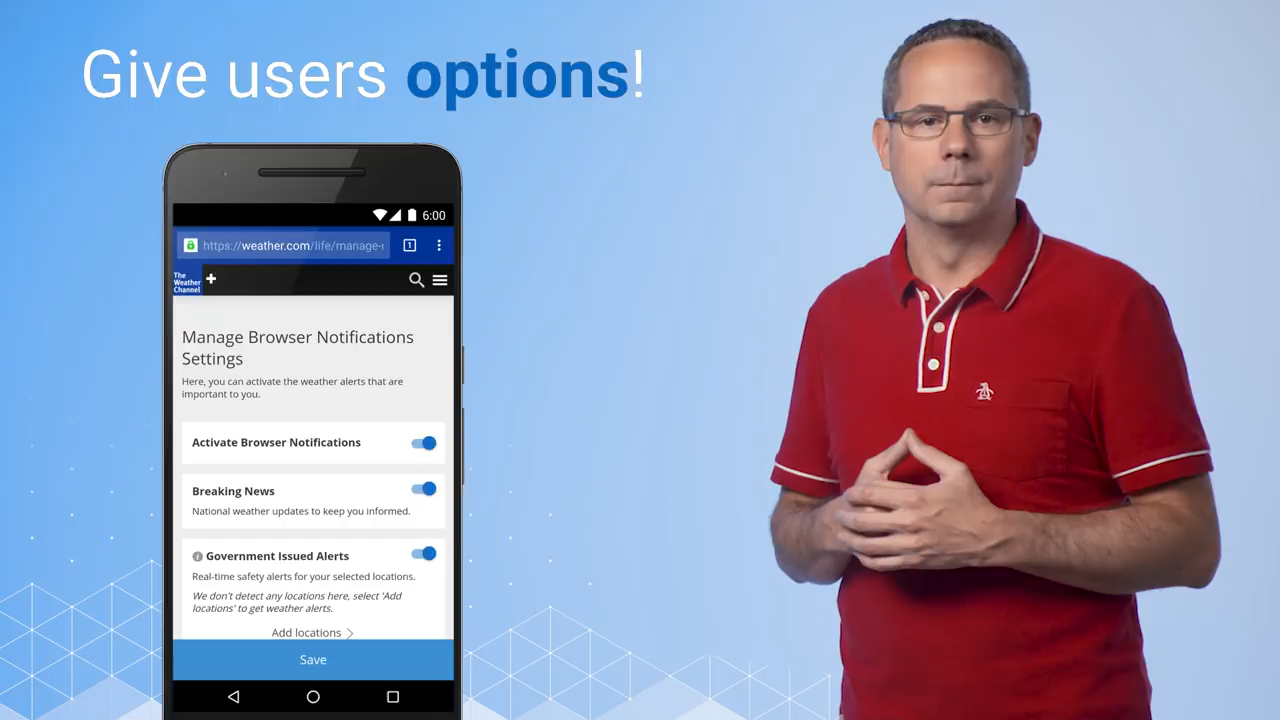 Give users options!
6:00
https://weather.com/life/manage-
1
The
Weather
Channel
Manage Browser Notifications
Settings
Here, you can activate the weather alerts that are
important to you.
Activate Browser Notifications
Breaking News
National weather updates to keep you informed.
Government Issued Alerts
Real-time safety alerts for your selected locations.
We don't detect any locations here, select 'Add
locations' to get weather alerts.
Add locations
Save